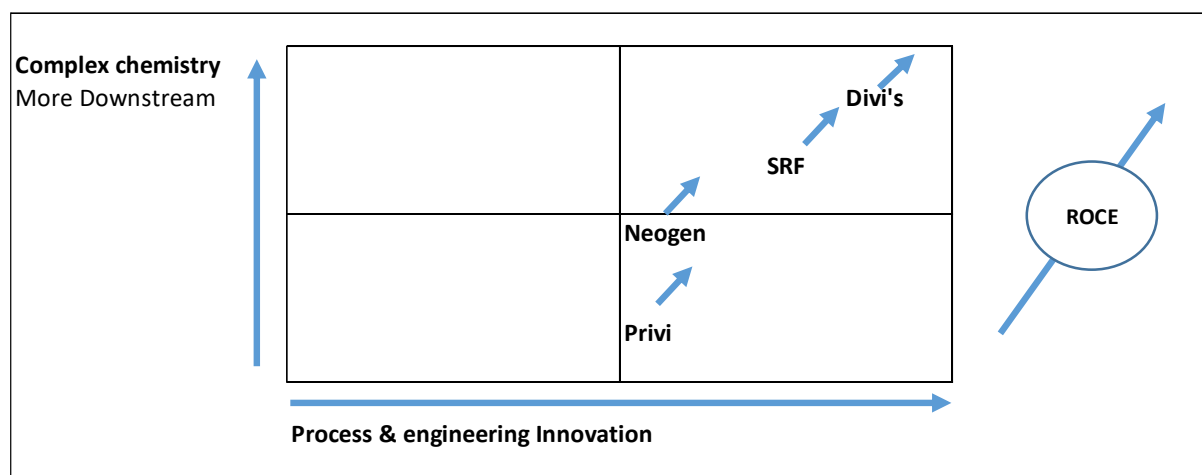 Complex chemistry
More Downstream
Divi's
SRF
Neogen
Privi
ROCE
Process & engineering Innovation